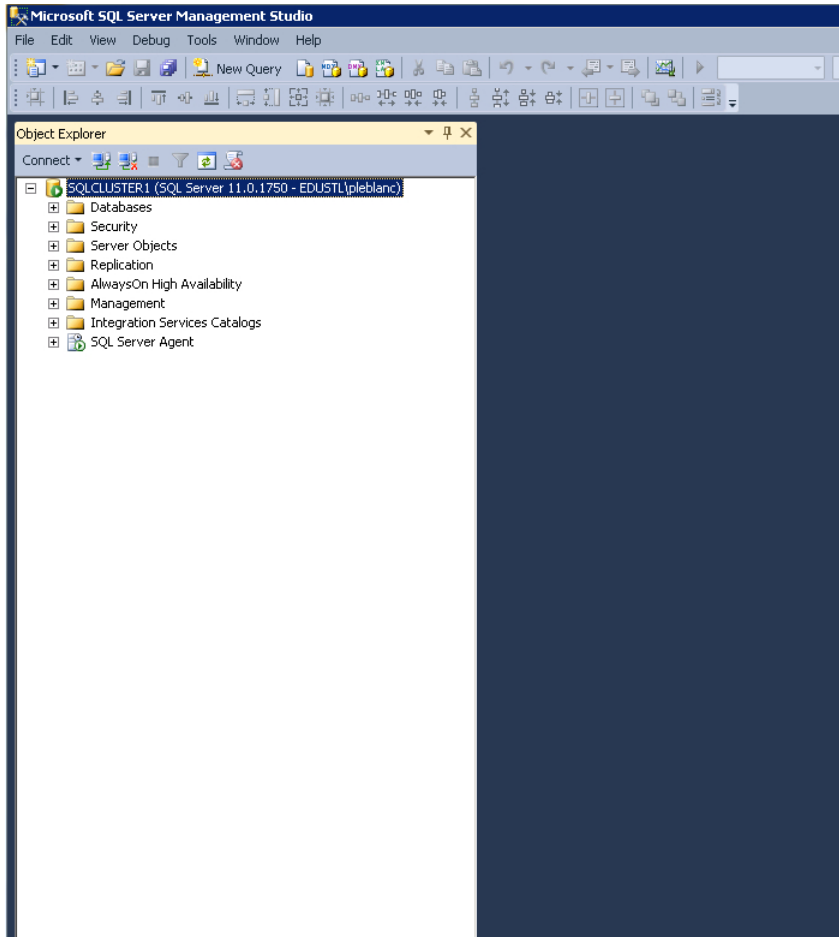 Microsoft SQL Server Management Studio
File Edit View Debug Tools Window Help
New Query
Object Explorer
Connect
SQLCLUSTER1 (SQL Server 11.0.1750 - EDUSTL\pleblanc)
Databases
Security
Server Objects
Replication
AlwaysOn High Availability
Management
Integration Services Catalogs
SQL Server Agent